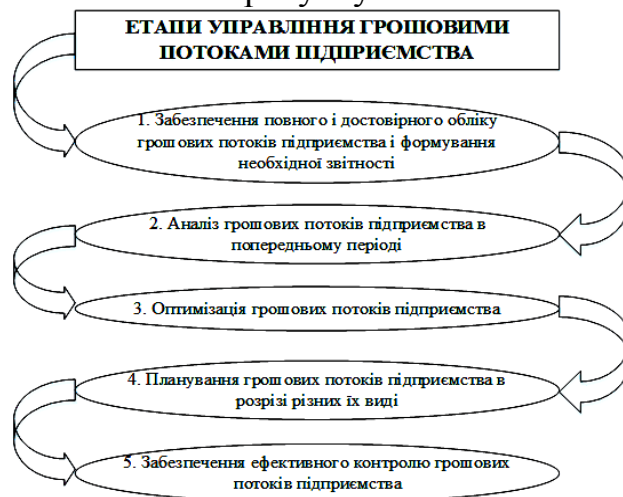 ЕТАПИ УПРАВЛІННЯ ГРОШОВИМИ
ПОТОКАМИ ПІДПРИЄМСТВА
1. Забезпечення повного і достовірного обліку
грошових потоків підприємства і формування
необхідної звітності
2. Аналіз грошових потоків підприємства в
попередньому періоді
3. Оптимізація грошових потоків підприємства
4. Планування грошових потоків підприємства в
розрізі різних їх виді
5. Забезпечення ефективного контролю грошових
потоків підприємства